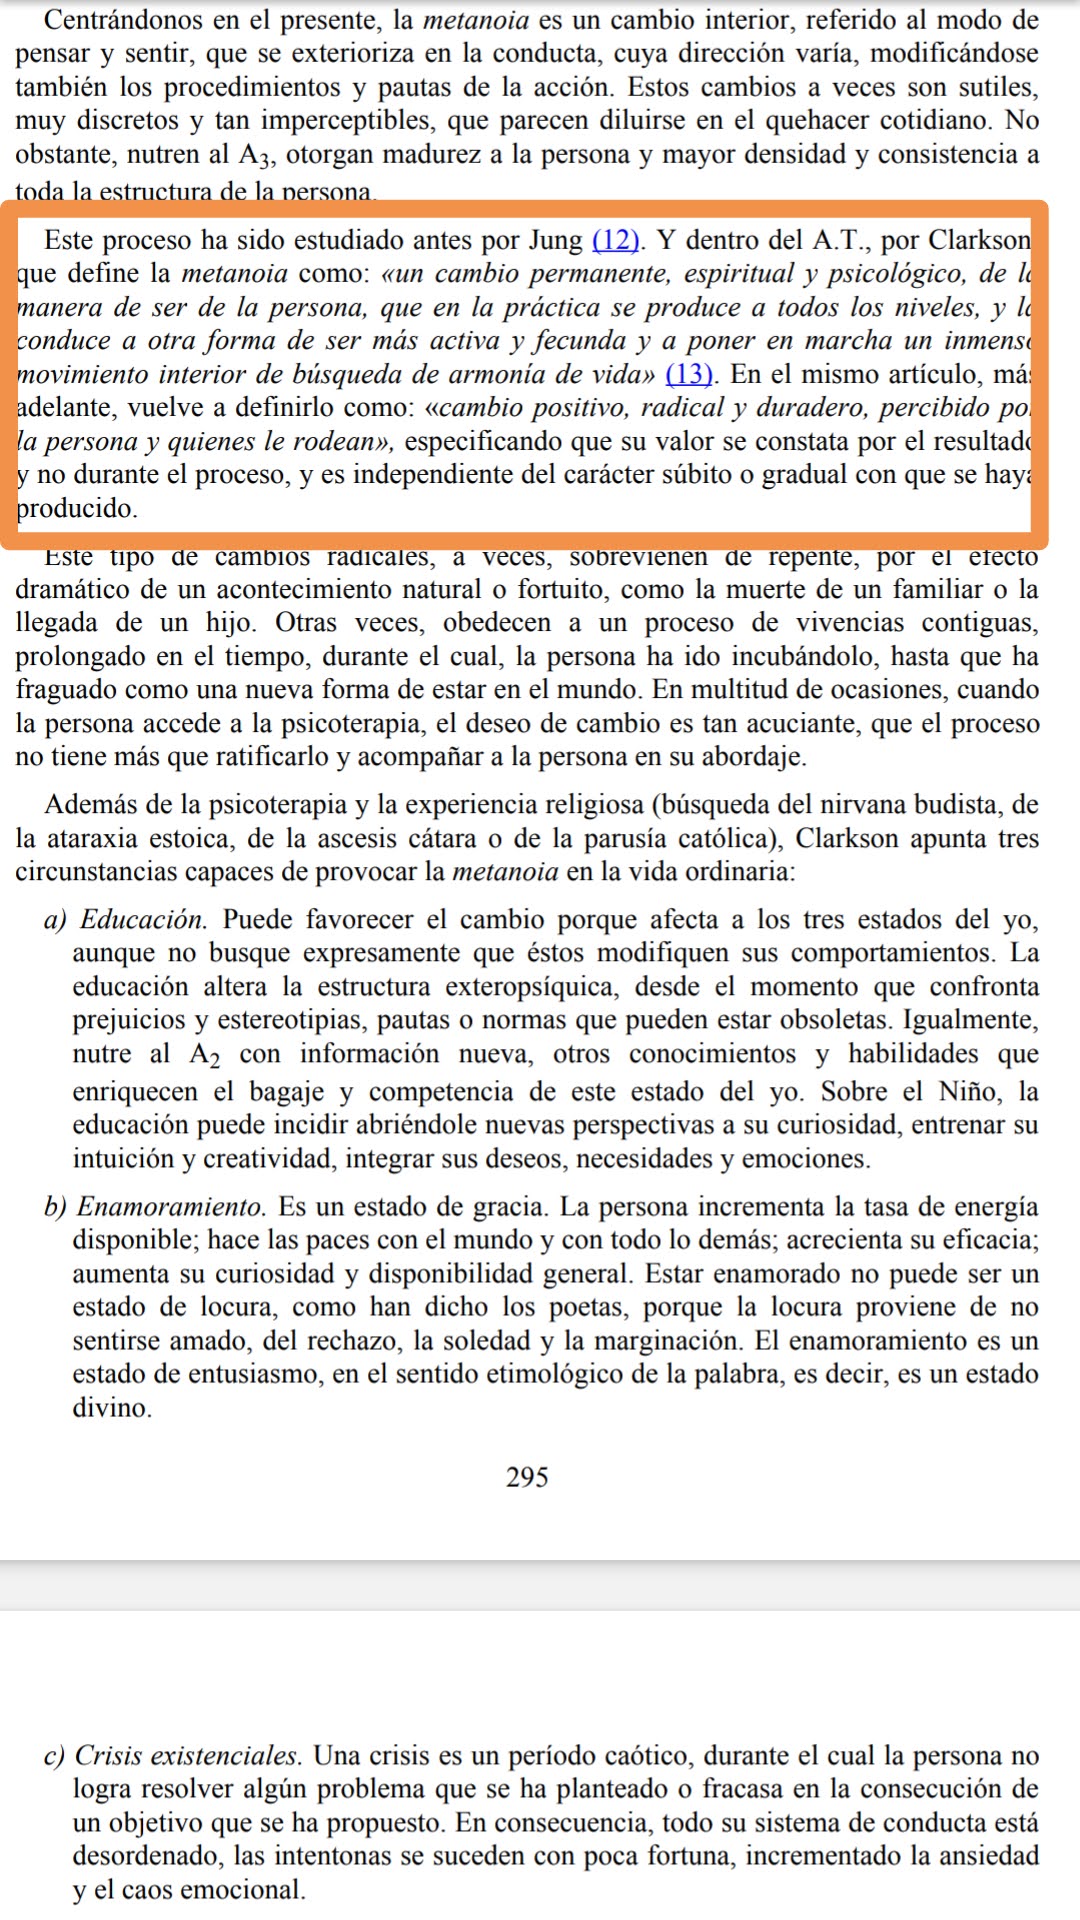 Centrándonos en el presente, la metanoia es un cambio interior, referido al modo de
pensar y sentir, que se exterioriza en la conducta, cuya dirección varía, modificándose
también los procedimientos y pautas de la acción. Estos cambios a veces son sutiles,
muy discretos y tan imperceptibles, que parecen diluirse en el quehacer cotidiano. No
obstante, nutren al A3, otorgan madurez a la persona y mayor densidad y consistencia a
toda la estructura de la persona.
Este proceso ha sido estudiado antes por Jung (12). Y dentro del A.T., por Clarkson
que define la metanoia como: «un cambio permanente, espiritual y psicológico, de la
manera de ser de la persona, que en la práctica se produce a todos los niveles, y la
conduce a otra forma de ser más activa y fecunda y a poner en marcha un inmenso
movimiento interior de búsqueda de armonía de vida» (13). En el mismo artículo, más
adelante, vuelve a definirlo como: «cambio positivo, radical y duradero, percibido por
la persona y quienes le rodean», especificando que su valor se constata por el resultado
y no durante el proceso, y es independiente del carácter súbito o gradual con que se haya
producido.
Este tipo de cambios radicales, a veces, sobrevienen de repente, por el efecto
dramático de un acontecimiento natural o fortuito, como la muerte de un familiar o la
llegada de un hijo. Otras veces, obedecen a un proceso de vivencias contiguas,
prolongado en el tiempo, durante el cual, la persona ha ido incubándolo, hasta que ha
fraguado como una nueva forma de estar en el mundo. En multitud de ocasiones, cuando
la persona accede a la psicoterapia, el deseo de cambio es tan acuciante, que el proceso
no tiene más que ratificarlo y acompañar a la persona en su abordaje.
Además de la psicoterapia y la experiencia religiosa (búsqueda del nirvana budista, de
la ataraxia estoica, de la ascesis cátara o de la parusía católica), Clarkson apunta tres
circunstancias capaces de provocar la metanoia en la vida ordinaria:
a) Educación. Puede favorecer el cambio porque afecta a los tres estados del yo,
aunque no busque expresamente que éstos modifiquen sus comportamientos. La
educación altera la estructura exteropsíquica, desde el momento que confronta
prejuicios y estereotipias, pautas o normas que pueden estar obsoletas. Igualmente,
nutre al A2 con información nueva, otros conocimientos y habilidades que
enriquecen el bagaje y competencia de este estado del yo. Sobre el Niño, la
educación puede incidir abriéndole nuevas perspectivas a su curiosidad, entrenar su
intuición y creatividad, integrar sus deseos, necesidades y emociones.
b) Enamoramiento. Es un estado de gracia. La persona incrementa la tasa de energía
disponible; hace las paces con el mundo y con todo lo demás; acrecienta su eficacia;
aumenta su curiosidad y disponibilidad general. Estar enamorado no puede ser un
estado de locura, como han dicho los poetas, porque la locura proviene de no
sentirse amado, del rechazo, la soledad y la marginación. El enamoramiento es un
estado de entusiasmo, en el sentido etimológico de la palabra, es decir, es un estado
divino.
295
c) Crisis existenciales. Una crisis es un período caótico, durante el cual la persona no
logra resolver algún problema que se ha planteado o fracasa en la consecución de
un objetivo que se ha propuesto. En consecuencia, todo su sistema de conducta está
desordenado, las intentonas se suceden con poca fortuna, incrementado la ansiedad
y el caos emocional.